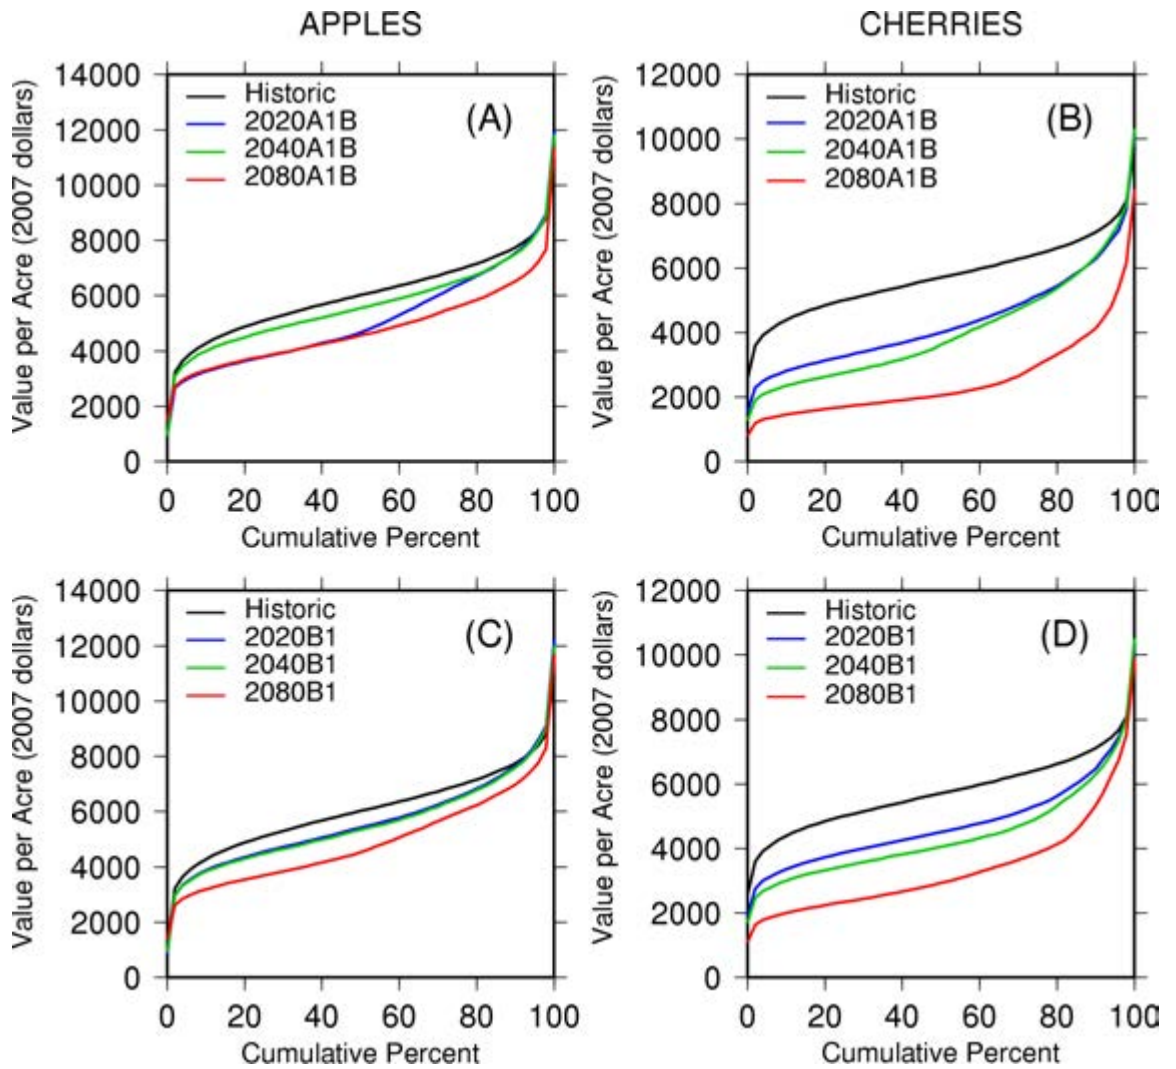 APPLES
CHERRIES
Value per Acre (2007 dollars)
14000
12000
10000
8000
6000
4000
2000
0
Historic
2020A1B
2040A1B
2080A1B
(A)
0 20 40 60 80 100
Cumulative Percent
Value per Acre (2007 dollars)
12000
10000
8000
6000
4000
2000
0
Historic
2020A1B
2040A1B
2080A1B
(B)
0 20 40 60 80 100
Cumulative Percent
Value per Acre (2007 dollars)
14000
12000
10000
8000
6000
4000
2000
0
Historic
2020B1
2040B1
2080B1
(C)
0 20 40 60 80 100
Cumulative Percent
Value per Acre (2007 dollars)
12000
10000
8000
6000
4000
2000
0
Historic
2020B1
2040B1
2080B1
(D)
0 20 40 60 80 100
Cumulative Percent